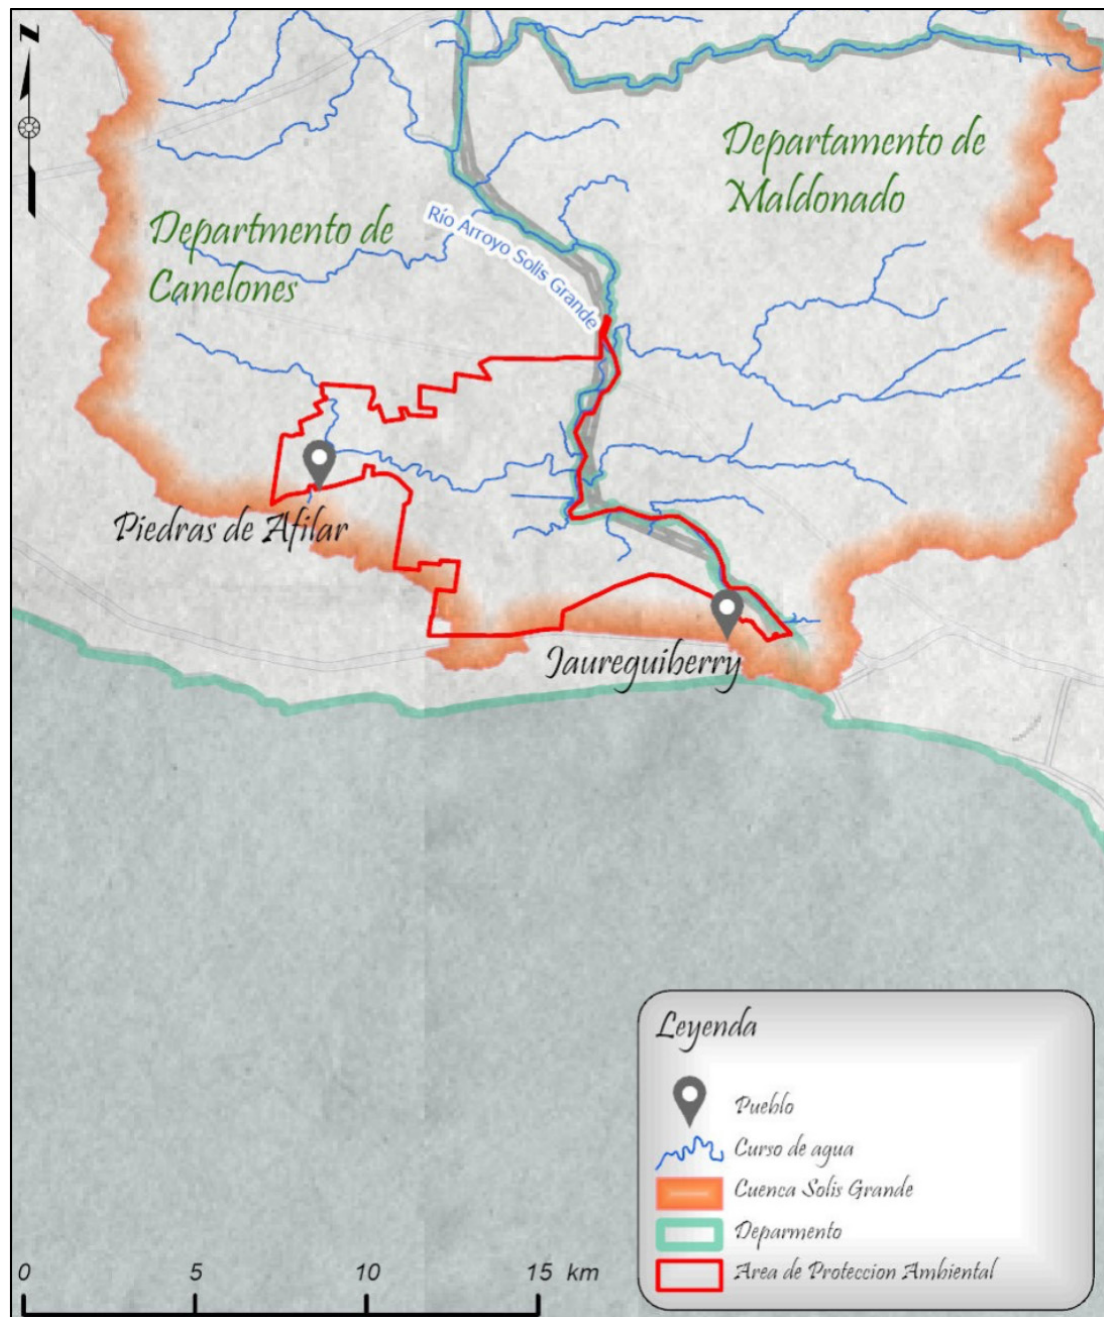 N
Departamento de
Maldonado
Río Arroyo Solis Grande
Departmento de
Canelones
Piedras de Afilar
Jaureguiberry
Leyenda
Pueblo
Curso de agua
Cuenca Solis Grande
Deparmento
Area de Proteccion Ambiental
0 5 10 15 km